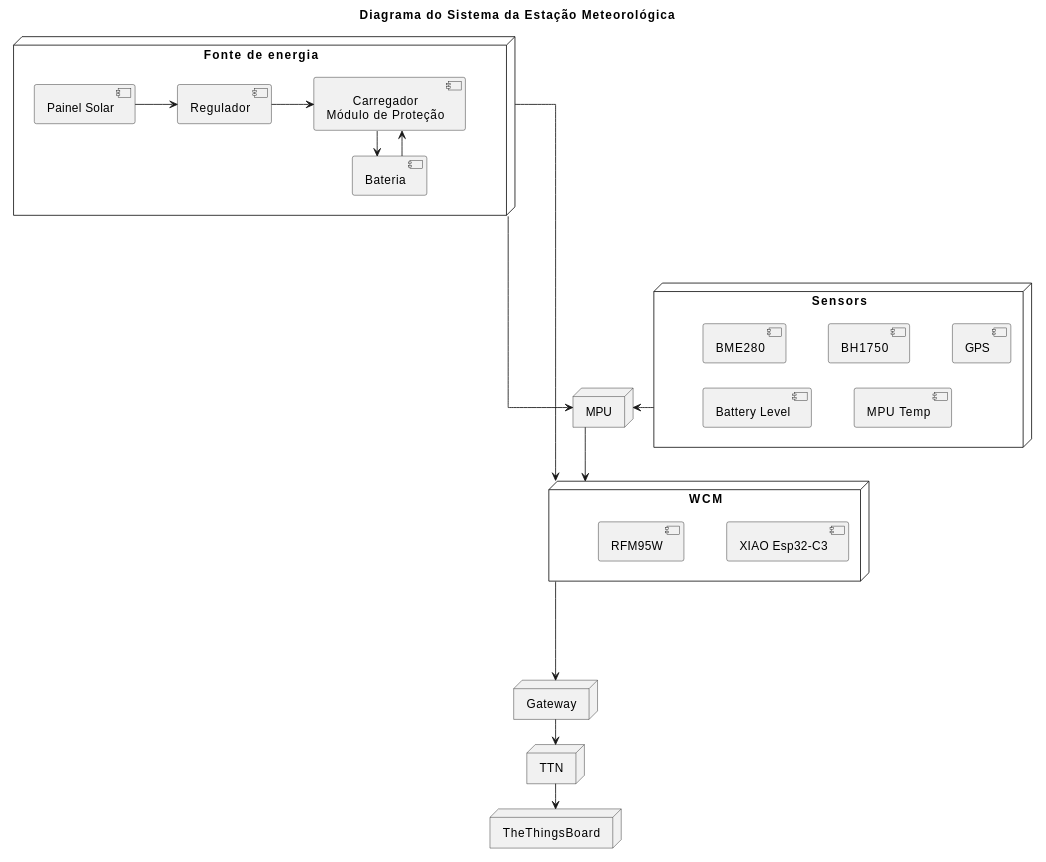 Diagrama do Sistema da Estação Meteorológica
Fonte de energia
Painel Solar
Regulador
Carregador
Módulo de Proteção
Bateria
Sensors
BME280
BH1750
GPS
Battery Level
MPU Temp
MPU
WCM
RFM95W
XIAO Esp32-C3
Gateway
TTN
TheThingsBoard